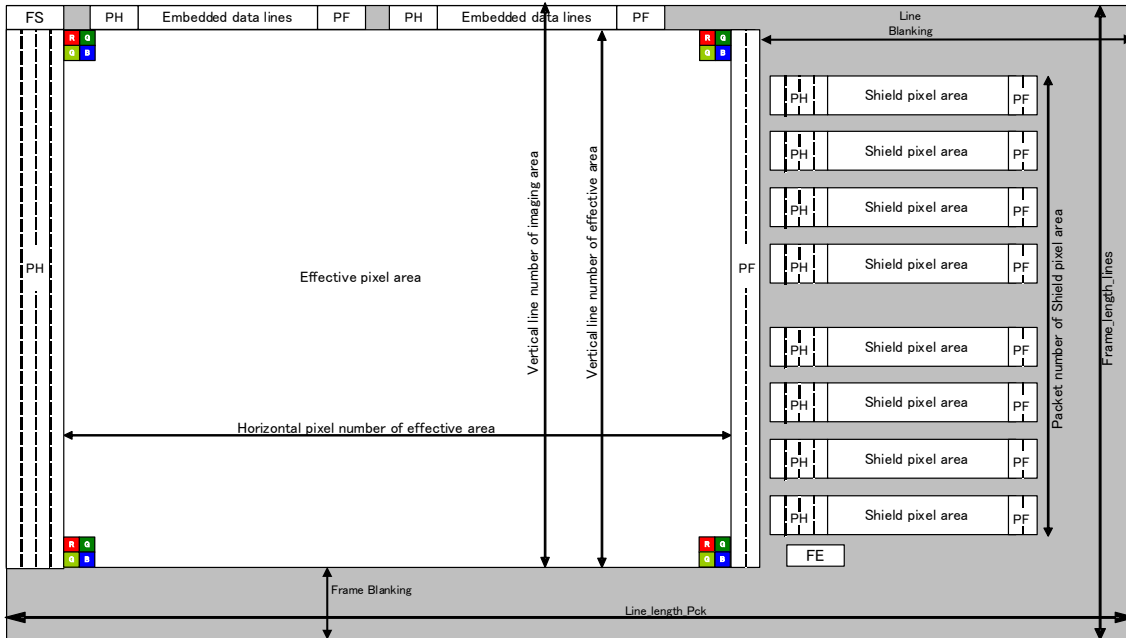 FS PH Embedded data lines PF PH Embedded data lines PF
Line
Blanking
R G
G B
R G
G B
PH Shield pixel area PF
PH Shield pixel area PF
PH Shield pixel area PF
PH Shield pixel area PF
PH
Effective pixel area
Vertical line number of imaging area
Vertical line number of effective area
PF
Packet number of Shield pixel area
Frame_length_lines
PH Shield pixel area PF
PH Shield pixel area PF
Horizontal pixel number of effective area
PH Shield pixel area PF
PH Shield pixel area PF
R G
G B
R G
G B
FE
Frame Blanking
Line_length_Pck